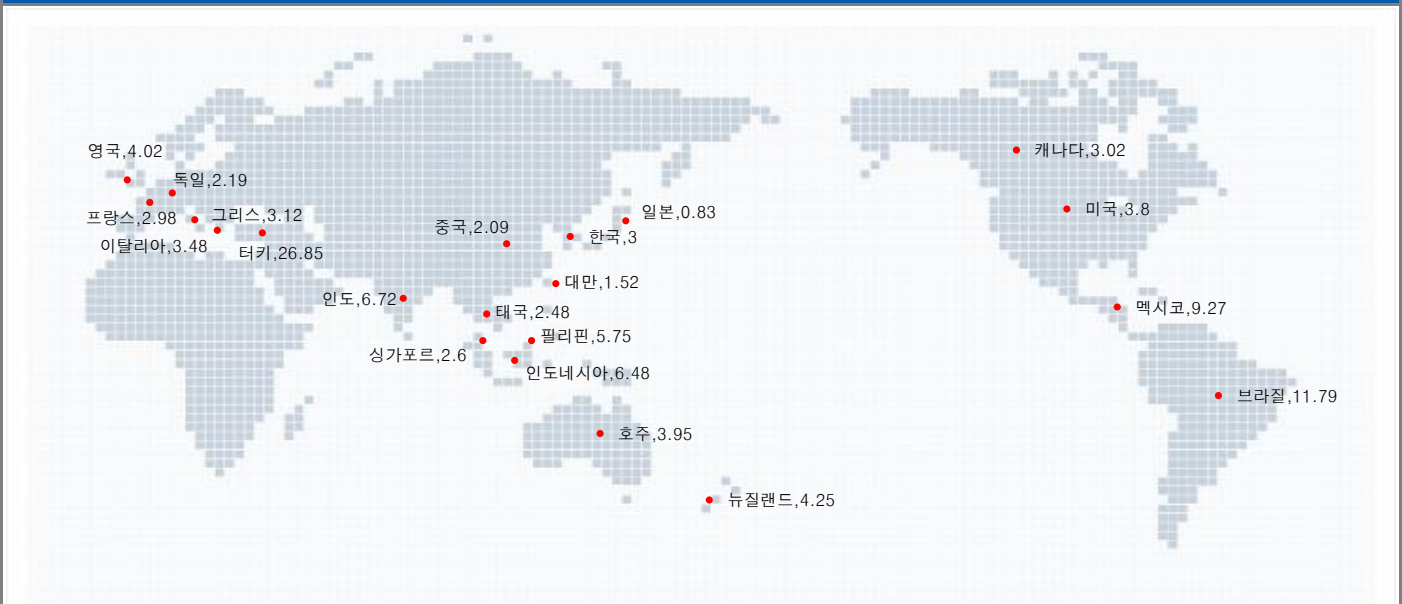 영국,4.02
캐나다,3.02
독일,2.19
미국,3.8
일본,0.83
그리스,3.12
프랑스,2.98
중국,2.09
한국,3
이탈리아,3.48
터키,26.85
대만,1.52
인도,6.72
멕시코,9.27
태국,2.48
필리핀,5.75
싱가포르,2.6
인도네시아,6.48
브라질,11.79
호주,3.95
뉴질랜드,4.25